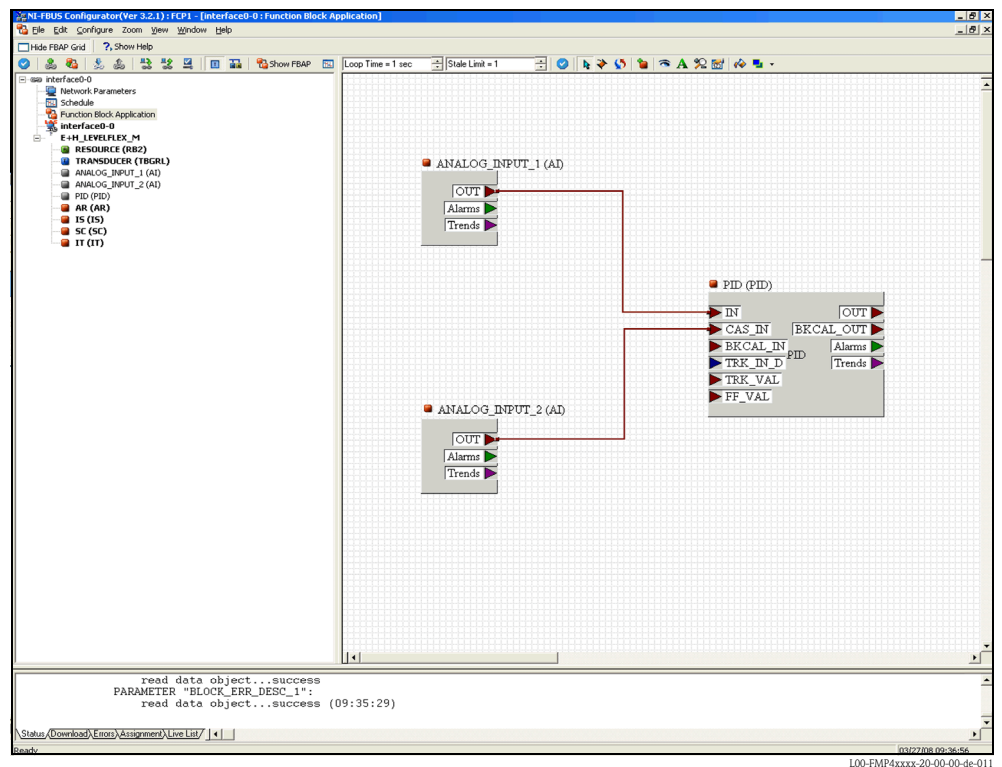 NI-FBUS Configurator(Ver 3.2.1) : FCP1 - [interface0-0 : Function Block Application]
File Edit Configure Zoom View Window Help
Hide FBAP Grid ?, Show Help
Show FBAP Loop Time = 1 sec Stale Limit = 1
interface0-0
Network Parameters
Schedule
Function Block Application
interface0-0
E+H_LEVELFLEX_M
RESOURCE (RB2)
TRANSDUCER (TBGRL)
ANALOG_INPUT_1 (AI)
ANALOG_INPUT_2 (AI)
PID (PID)
AR (AR)
IS (IS)
SC (SC)
IT (IT)
ANALOG_INPUT_1 (AI)
OUT
Alarms
Trends
PID (PID)
IN OUT
CAS_IN BKCAL_OUT
BKCAL_IN Alarms
PID
TRK_IN_D Trends
TRK_VAL
FF_VAL
ANALOG_INPUT_2 (AI)
OUT
Alarms
Trends
read data object...success
PARAMETER "BLOCK_ERR_DESC_1":
read data object...success (09:35:29)
Status Download Errors Assignment Live List
Ready 03/27/08 09:36:56
L00-FMP4xxxx-20-00-00-de-011